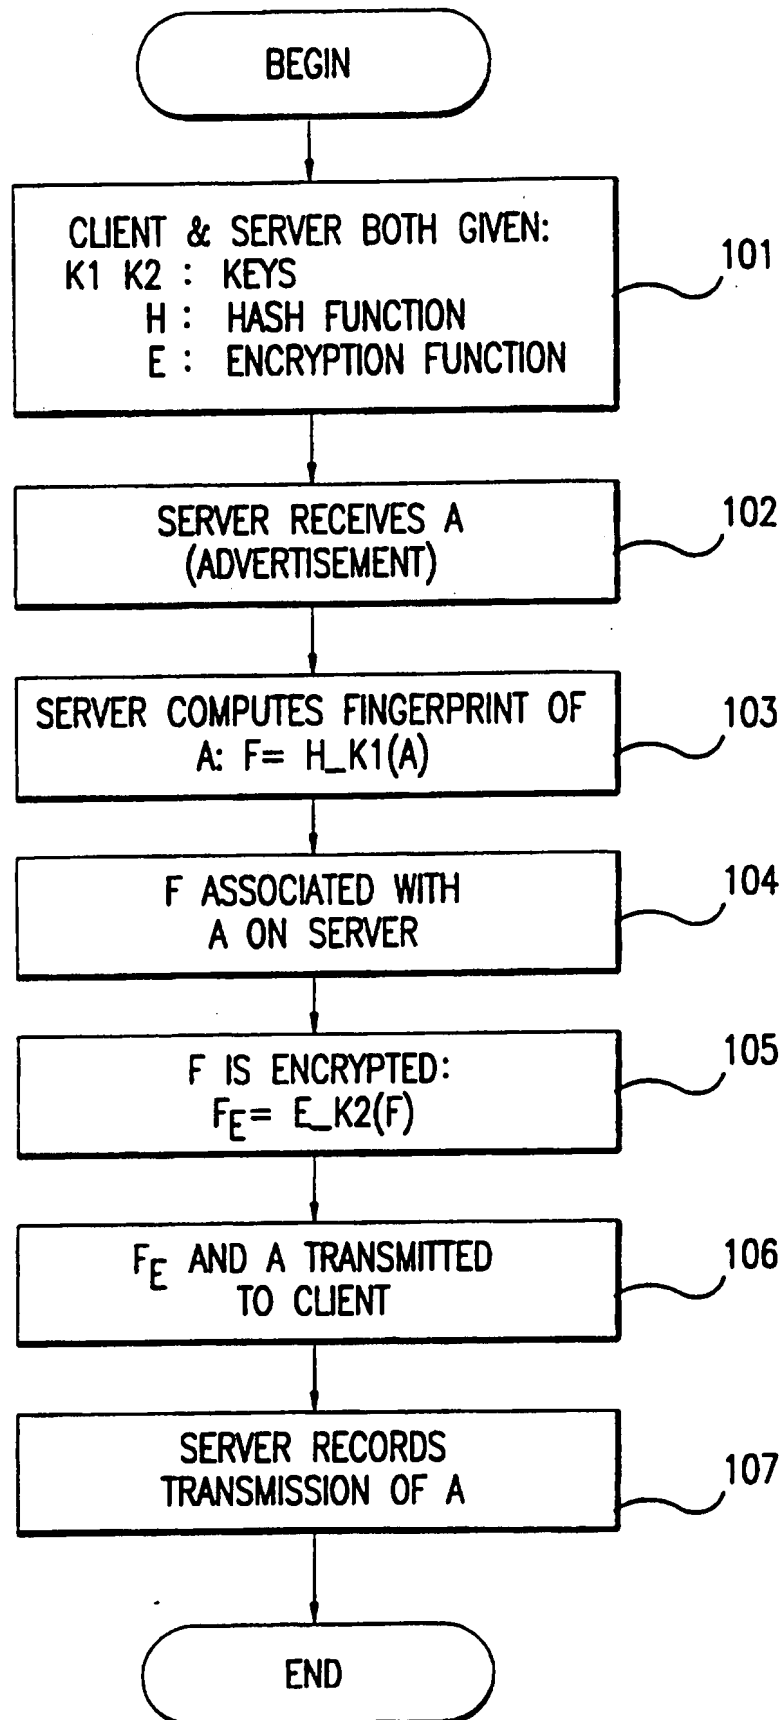 BEGIN
CLIENT & SERVER BOTH GIVEN:
K1 K2 : KEYS
H : HASH FUNCTION
E : ENCRYPTION FUNCTION
101
SERVER RECEIVES A
(ADVERTISEMENT)
102
SERVER COMPUTES FINGERPRINT OF
A: F= H_K1(A)
103
F ASSOCIATED WITH
A ON SERVER
104
F IS ENCRYPTED:
FE= E_K2(F)
105
FE AND A TRANSMITTED
TO CLIENT
106
SERVER RECORDS
TRANSMISSION OF A
107
END